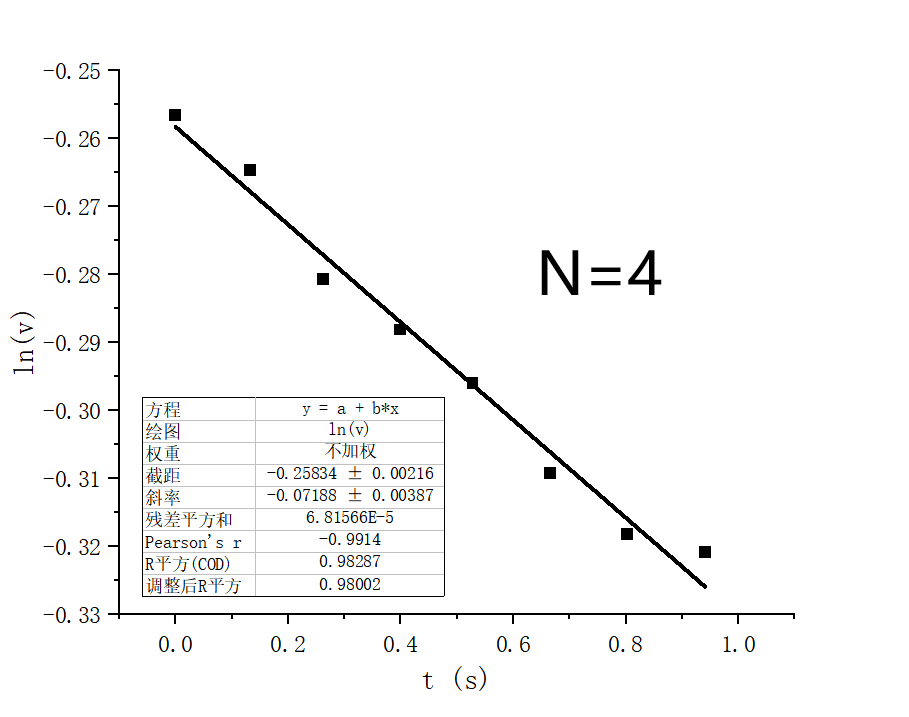 -0.25
-0.26
-0.27
-0.28
-0.29
-0.30
-0.31
-0.32
-0.33
ln(v)
N=4
方程 y = a + b*x
绘图 ln(v)
权重 不加权
截距 -0.25834 ± 0.00216
斜率 -0.07188 ± 0.00387
残差平方和 6.81566E-5
Pearson's r -0.9914
R平方(COD) 0.98287
调整后R平方 0.98002
0.0 0.2 0.4 0.6 0.8 1.0
t (s)